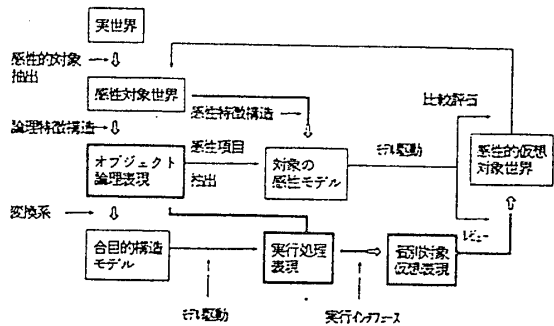 実世界
感性的対象
抽出
感性対象世界
感性特徴構造
比較評価
論理特徴構造
オブジェクト
論理表現
感性項目
抽出
対象の
感性モデル
モデル駆動
感性的仮想
対象世界
変換系
合目的構造
モデル
実行処理
表現
個別対象
仮想表現
レビュー
モデル駆動
実行インタフェース